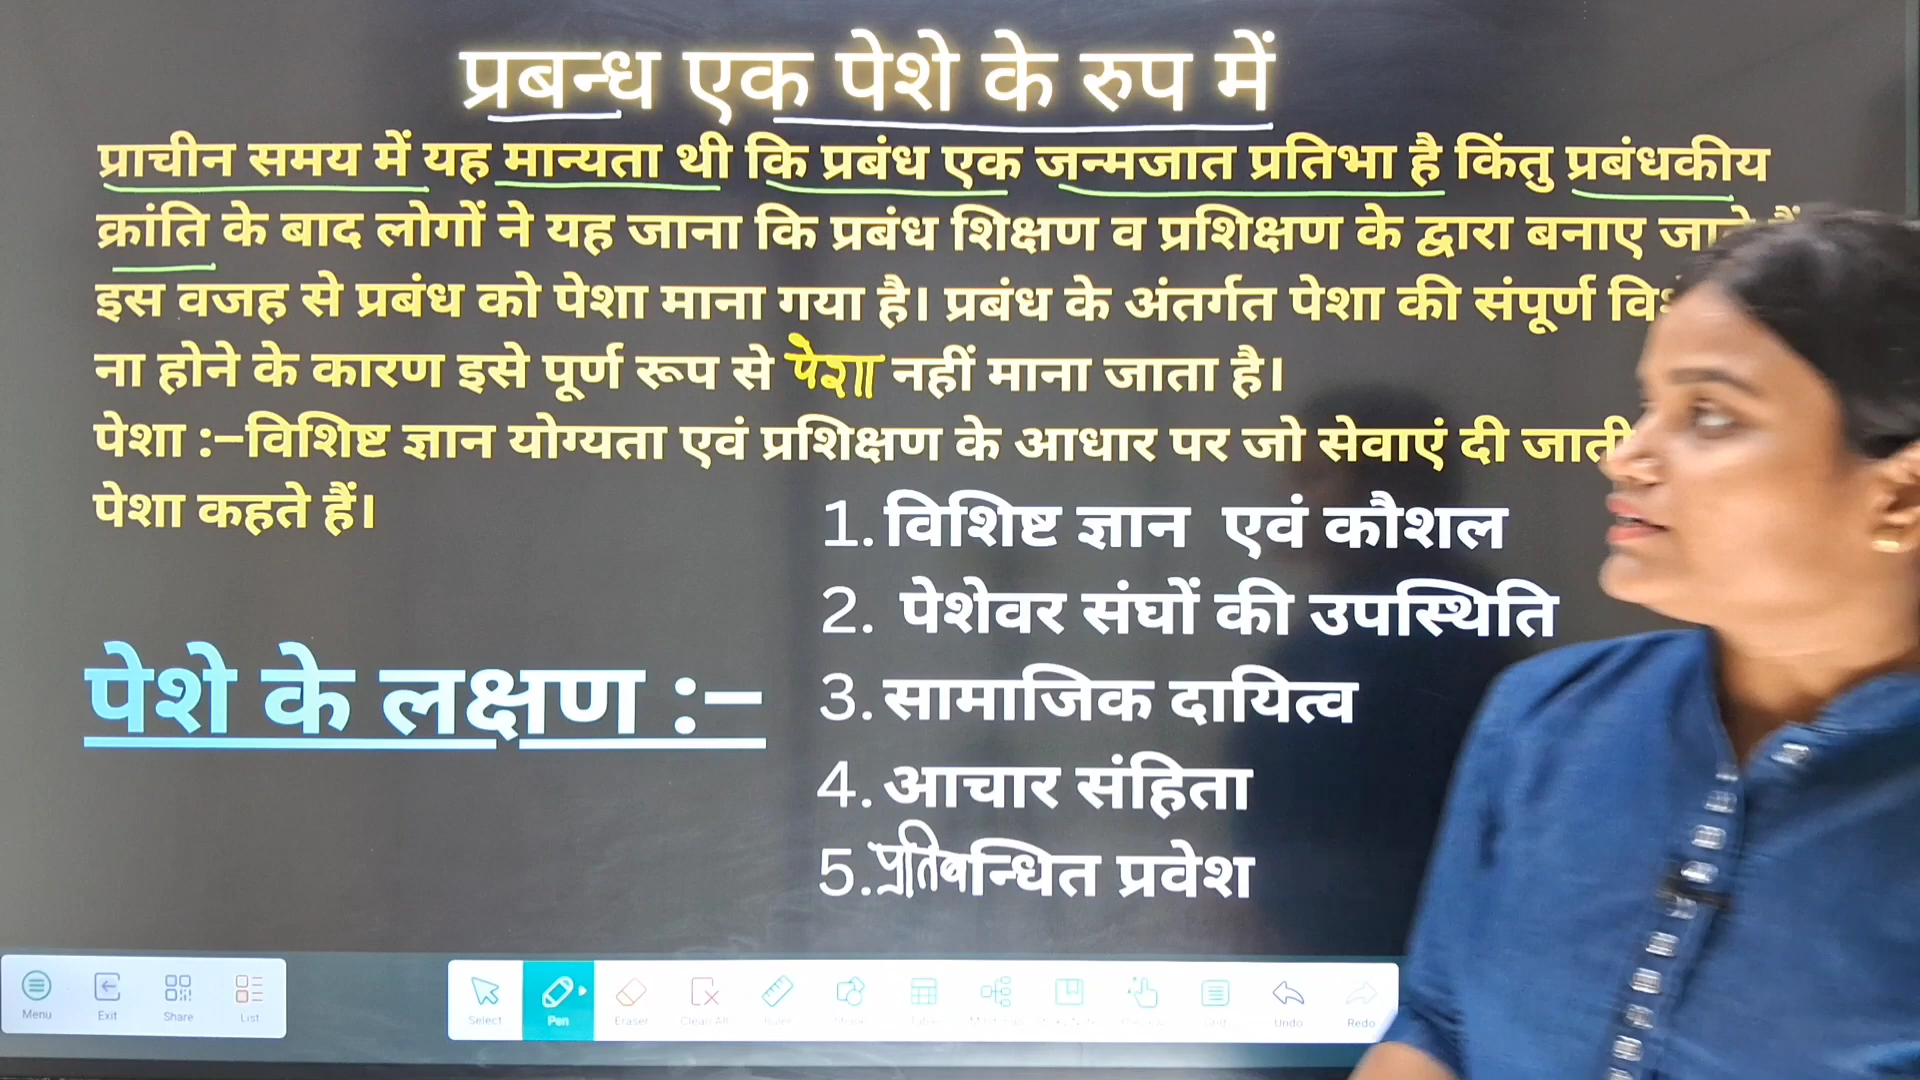 प्रबन्ध एक पेशे के रुप में
प्राचीन समय में यह मान्यता थी कि प्रबंध एक जन्मजात प्रतिभा है किंतु प्रबंधकीय
क्रांति के बाद लोगों ने यह जाना कि प्रबंध शिक्षण व प्रशिक्षण के द्वारा बनाए
इस वजह से प्रबंध को पेशा माना गया है। प्रबंध के अंतर्गत पेशा की संपूर्ण
ना होने के कारण इसे पूर्ण रूप से पेशा नहीं माना जाता है।
पेशा :–विशिष्ट ज्ञान योग्यता एवं प्रशिक्षण के आधार पर जो सेवाएं दी जाती
पेशा कहते हैं।
पेशे के लक्षण :–
1. विशिष्ट ज्ञान एवं कौशल
2. पेशेवर संघों की उपस्थिति
3. सामाजिक दायित्व
4. आचार संहिता
5. प्रतिबन्धित प्रवेश
Menu Exit Share List
Select Pen Eraser Clean All Ruler Undo Redo